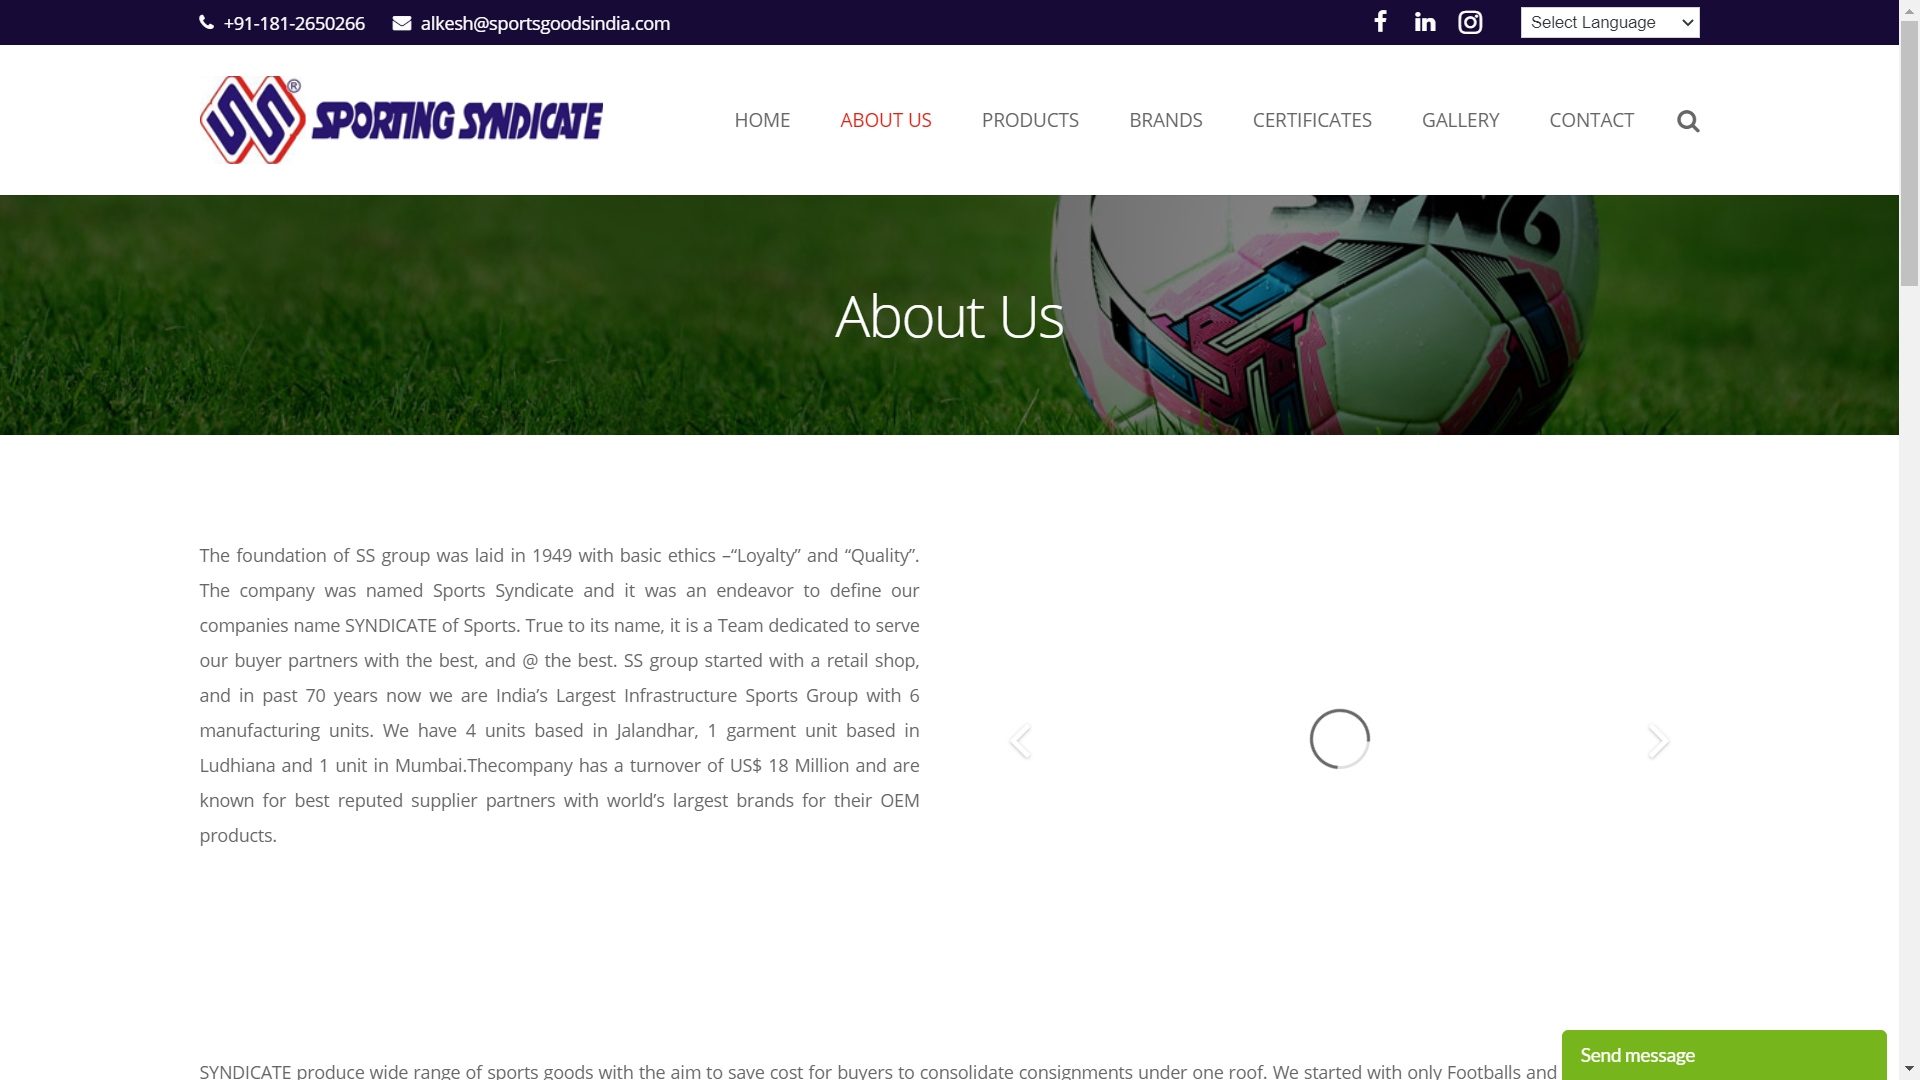 +91-181-2650266 alkesh@sportsgoodsindia.com Select Language
SS® SPORTING SYNDICATE
HOME ABOUT US PRODUCTS BRANDS CERTIFICATES GALLERY CONTACT
About Us
The foundation of SS group was laid in 1949 with basic ethics –“Loyalty” and “Quality”.
The company was named Sports Syndicate and it was an endeavor to define our
companies name SYNDICATE of Sports. True to its name, it is a Team dedicated to serve
our buyer partners with the best, and @ the best. SS group started with a retail shop,
and in past 70 years now we are India’s Largest Infrastructure Sports Group with 6
manufacturing units. We have 4 units based in Jalandhar, 1 garment unit based in
Ludhiana and 1 unit in Mumbai.Thecompany has a turnover of US$ 18 Million and are
known for best reputed supplier partners with world’s largest brands for their OEM
products.
SYNDICATE produce wide range of sports goods with the aim to save cost for buyers to consolidate consignments under one roof. We started with only Footballs and
Send message